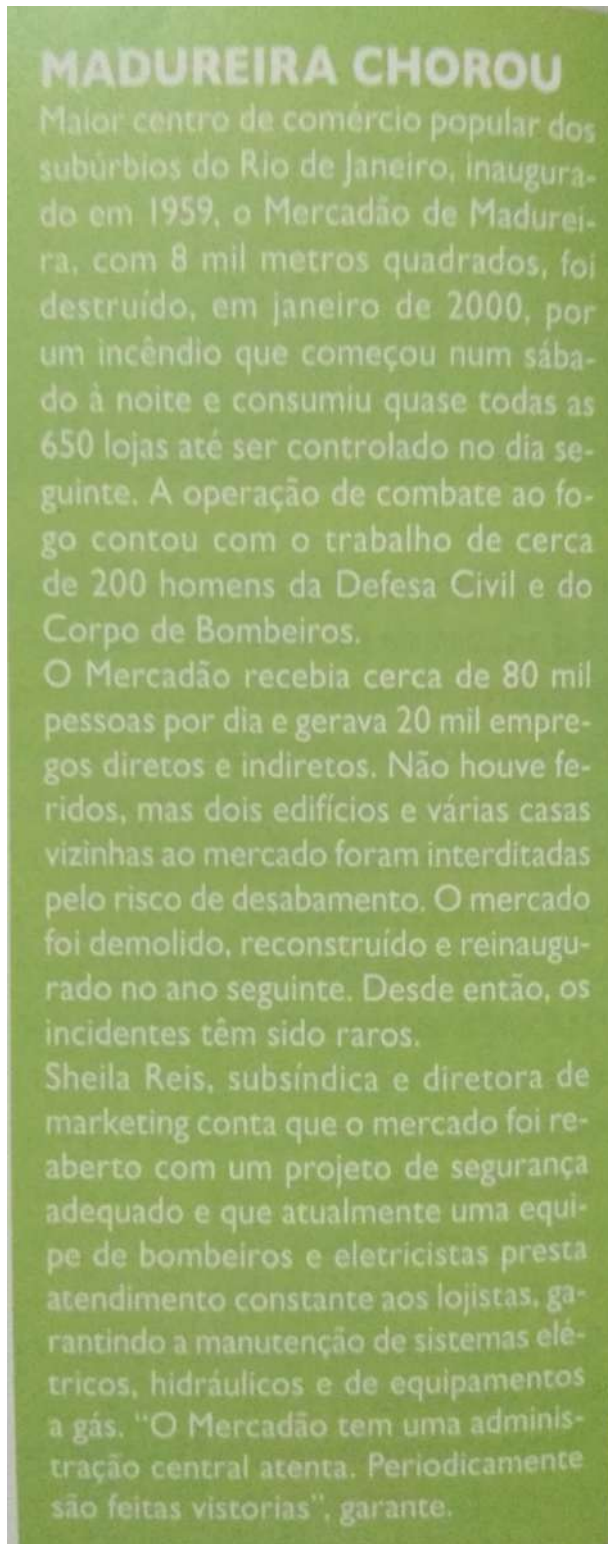 MADUREIRA CHOROU
Maior centro de comércio popular dos
subúrbios do Rio de Janeiro, inaugura-
do em 1959, o Mercadão de Madurei-
ra, com 8 mil metros quadrados, foi
destruído, em janeiro de 2000, por
um incêndio que começou num sába-
do à noite e consumiu quase todas as
650 lojas até ser controlado no dia se-
guinte. A operação de combate ao fo-
go contou com o trabalho de cerca
de 200 homens da Defesa Civil e do
Corpo de Bombeiros.
O Mercadão recebia cerca de 80 mil
pessoas por dia e gerava 20 mil empre-
gos diretos e indiretos. Não houve fe-
ridos, mas dois edifícios e várias casas
vizinhas ao mercado foram interditadas
pelo risco de desabamento. O mercado
foi demolido, reconstruído e reinaugu-
rado no ano seguinte. Desde então, os
incidentes têm sido raros.
Sheila Reis, subsíndica e diretora de
marketing conta que o mercado foi re-
aberto com um projeto de segurança
adequado e que atualmente uma equi-
pe de bombeiros e eletricistas presta
atendimento constante aos lojistas, ga-
rantindo a manutenção de sistemas elé-
tricos, hidráulicos e de equipamentos
a gás. “O Mercadão tem uma adminis-
tração central atenta. Periodicamente
são feitas vistorias”, garante.